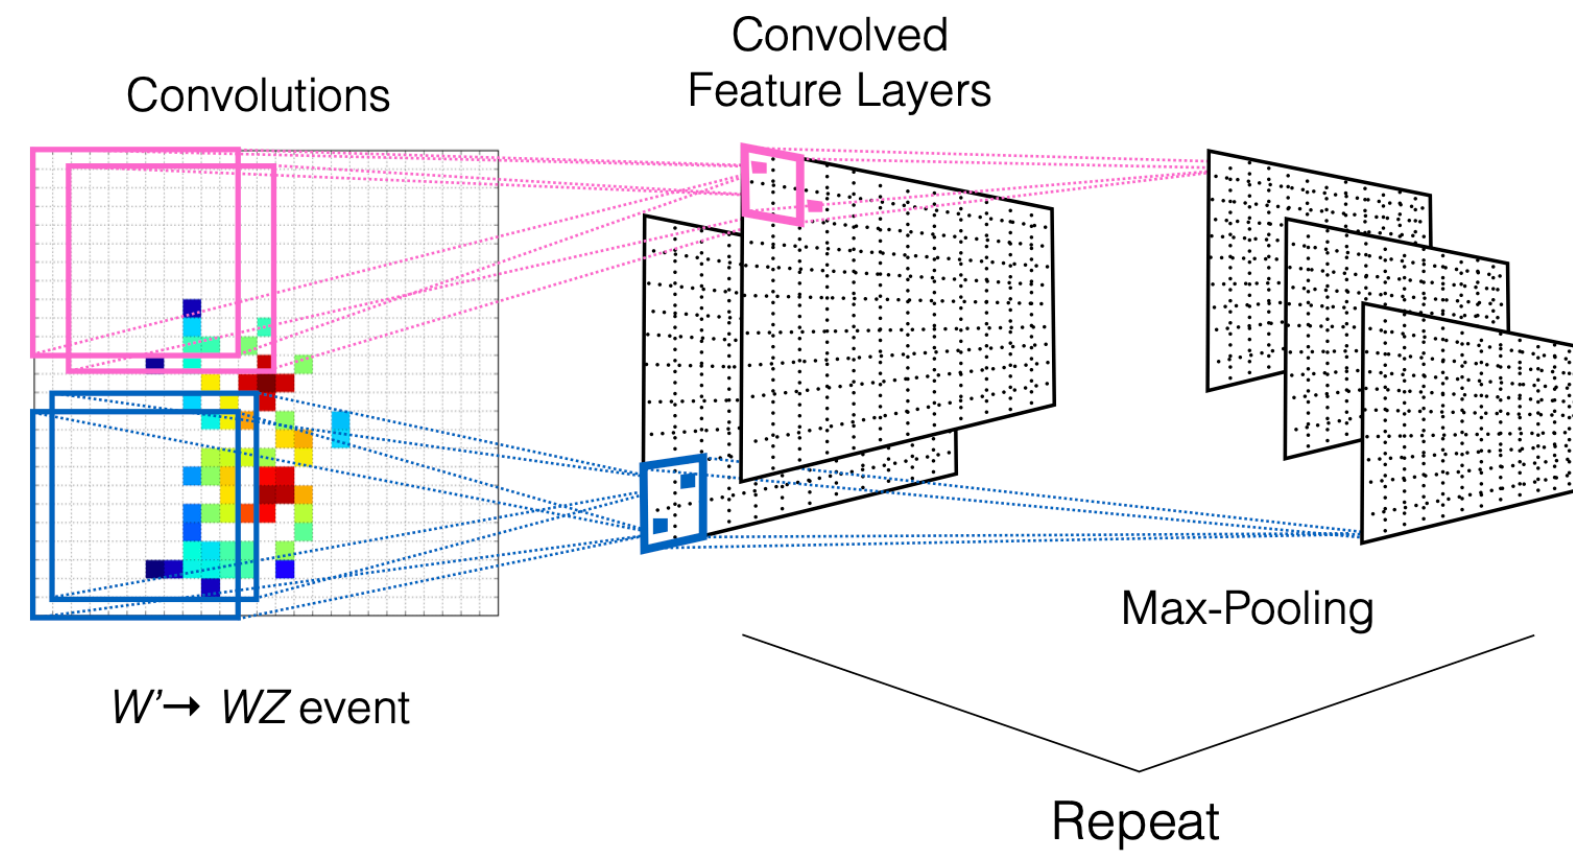 Convolutions
Convolved
Feature Layers
W’→ WZ event
Max-Pooling
Repeat